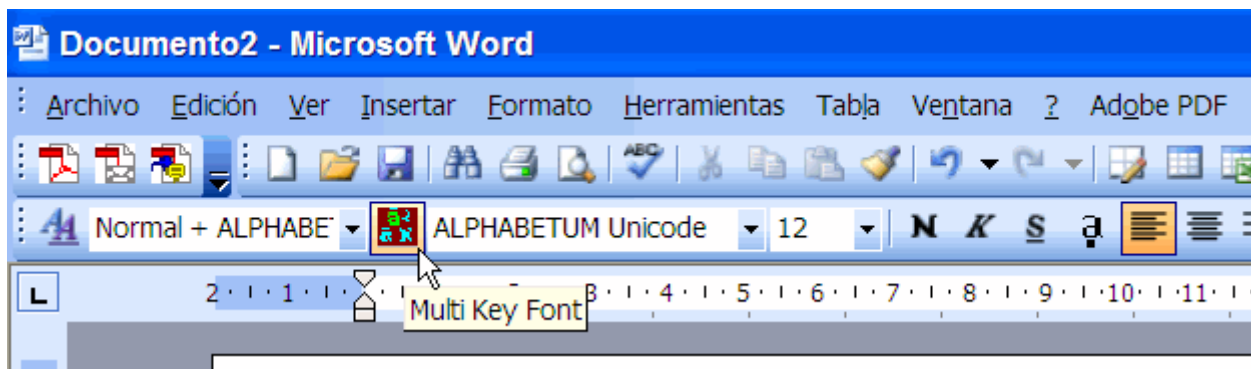 Documento2 - Microsoft Word
Archivo Edición Ver Insertar Formato Herramientas Tabla Ventana ? Adobe PDF
ABC
Normal + ALPHABE ALPHABETUM Unicode 12 N K S a
L 2 1 3 4 5 6 7 8 9 10 11
Multi Key Font